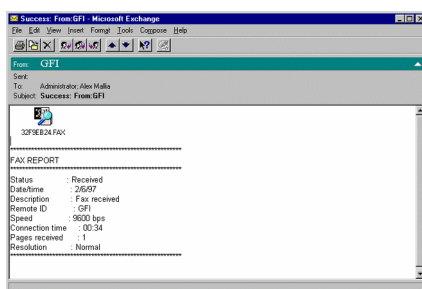 Success: From:GFI - Microsoft Exchange
File Edit View Insert Format Tools Compose Help
From: GFI
Sent:
To: Administrator; Alex Mallia
Subject: Success: From:GFI
32F9EB24.FAX
************************************************************
FAX REPORT
************************************************************
Status : Received
Date/time : 2/6/97
Description : Fax received
Remote ID : GFI
Speed : 9600 bps
Connection time : 00:34
Pages received : 1
Resolution : Normal
************************************************************